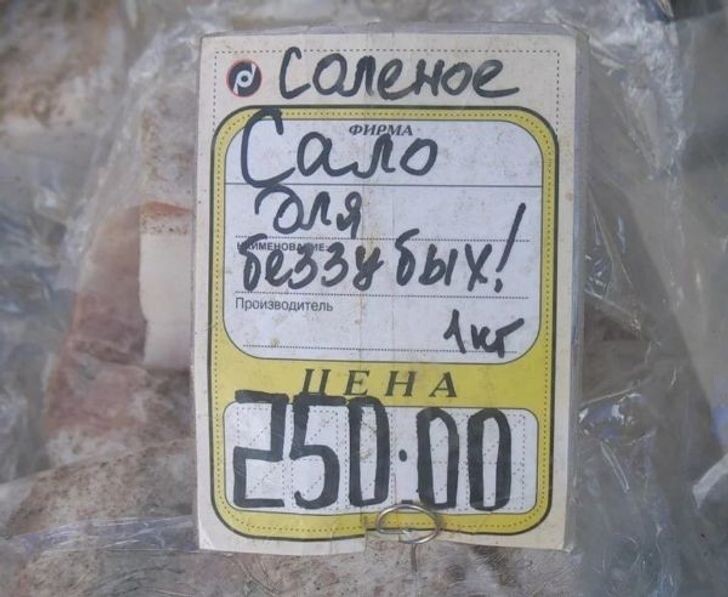 Соленое
ФИРМА
Сало
для
НАИМЕНОВАНИЕ
беззубых!
Производитель
1кг
ЦЕНА
250.00